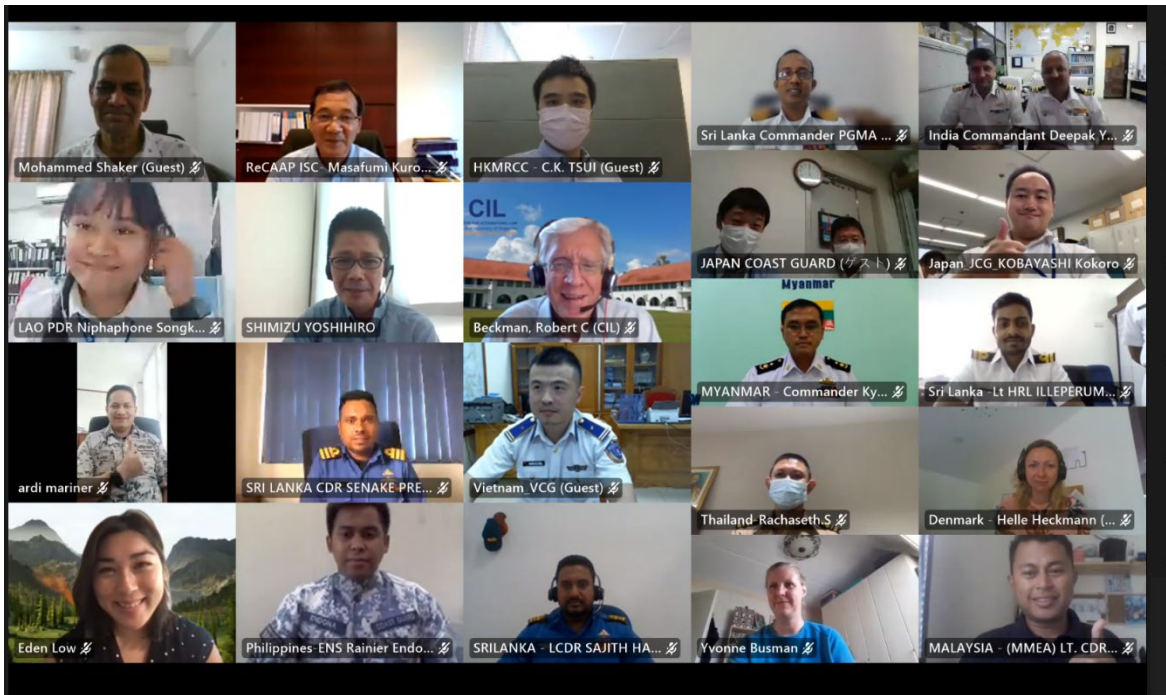 Mohammed Shaker (Guest)
ReCAAP ISC- Masafumi Kuro...
HKMRCC - C.K. TSUI (Guest)
Sri Lanka Commander PGMA ...
India Commandant Deepak Y...
CIL
LAO PDR Niphaphone Songk...
SHIMIZU YOSHIHIRO
Beckman, Robert C (CIL)
JAPAN COAST GUARD (ゲスト)
Japan_JCG_KOBAYASHI Kokoro
Myanmar
MYANMAR - Commander Ky...
Sri Lanka -Lt HRL ILLEPERUM...
ardi mariner
SRI LANKA CDR SENAKE PRE...
Vietnam_VCG (Guest)
Thailand-Rachaseth.S
Denmark - Helle Heckmann (...
Eden Low
ENDONA
COAST GUARD
Philippines-ENS Rainier Endo...
SRILANKA - LCDR SAJITH HA...
Yvonne Busman
MALAYSIA - (MMEA) LT. CDR...